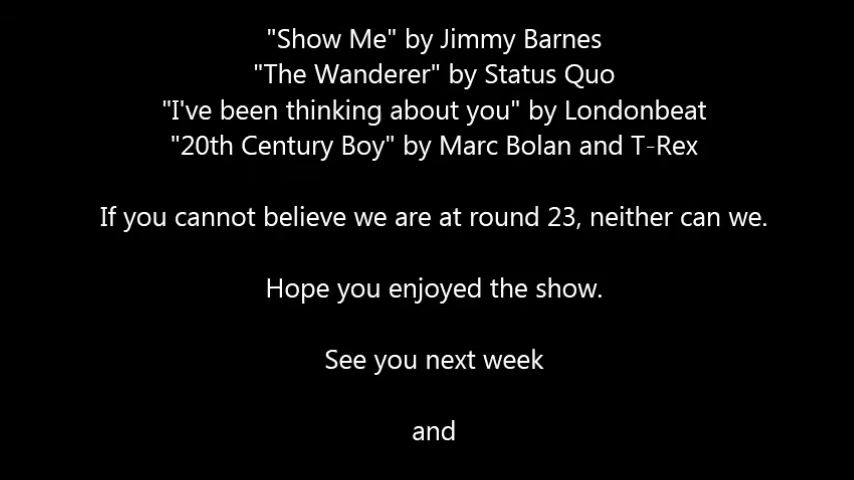 "Show Me" by Jimmy Barnes
"The Wanderer" by Status Quo
"I've been thinking about you" by Londonbeat
"20th Century Boy" by Marc Bolan and T-Rex
If you cannot believe we are at round 23, neither can we.
Hope you enjoyed the show.
See you next week
and